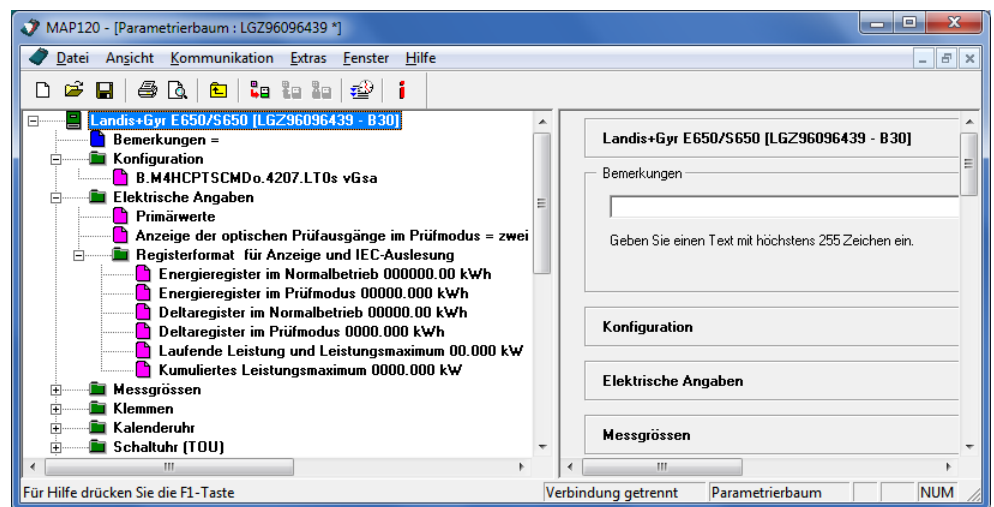 MAP120 - [Parametrierbaum : LGZ96096439 *]
Datei Ansicht Kommunikation Extras Fenster Hilfe
Landis+Gyr E650/S650 [LGZ96096439 - B30]
Bemerkungen =
Konfiguration
B.M4HCPTSCMDo.4207.LT0s vGsa
Elektrische Angaben
Primärwerte
Anzeige der optischen Prüfausgänge im Prüfmodus = zwei
Registerformat für Anzeige und IEC-Auslesung
Energieregister im Normalbetrieb 000000.00 kWh
Energieregister im Prüfmodus 00000.000 kWh
Deltaregister im Normalbetrieb 00000.00 kWh
Deltaregister im Prüfmodus 0000.000 kWh
Laufende Leistung und Leistungsmaximum 00.000 kW
Kumuliertes Leistungsmaximum 0000.000 kW
Messgrössen
Klemmen
Kalenderuhr
Schaltuhr (TOU)
Landis+Gyr E650/S650 [LGZ96096439 - B30]
Bemerkungen
Geben Sie einen Text mit höchstens 255 Zeichen ein.
Konfiguration
Elektrische Angaben
Messgrössen
Für Hilfe drücken Sie die F1-Taste
Verbindung getrennt
Parametrierbaum
NUM